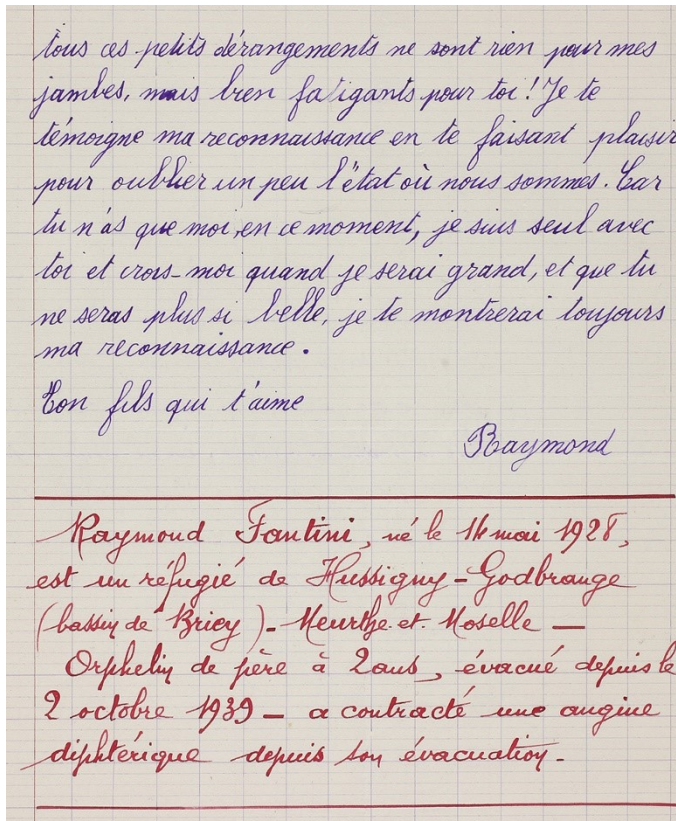 tous ces petits dérangements ne sont rien pour mes
jambes, mais bien fatigants pour toi ! Je te
témoigne ma reconnaissance en te faisant plaisir
pour oublier un peu l'état où nous sommes. Car
tu n'as que moi, en ce moment, je suis seul avec
toi et crois-moi quand je serai grand, et que tu
ne seras plus si belle, je te montrerai toujours
ma reconnaissance.
Ton fils qui t'aime
Raymond
Raymond Fantini, né le 14 mai 1928,
est un réfugié de Hussigny-Godbrange
(bassin de Briey) - Meurthe-et-Moselle —
Orphelin de père à 2 ans, évacué depuis le
2 octobre 1939 — a contracté une angine
diphtérique depuis son évacuation -